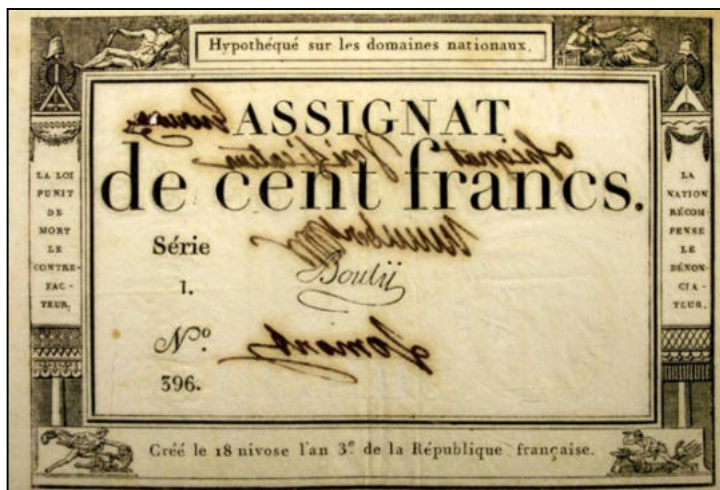 Hypothéqué sur les domaines nationaux.
ASSIGNAT
de cent francs.
Série
1.
Nº.
396.
LA LOI
PUNIT
DE
MORT
LE
CONTRE-
FAC-
TEUR.
LA
NATION
RÉCOM-
PENSE
LE
DÉNON-
CIA-
TEUR.
Créé le 18 nivose l'an 3.e de la République française.